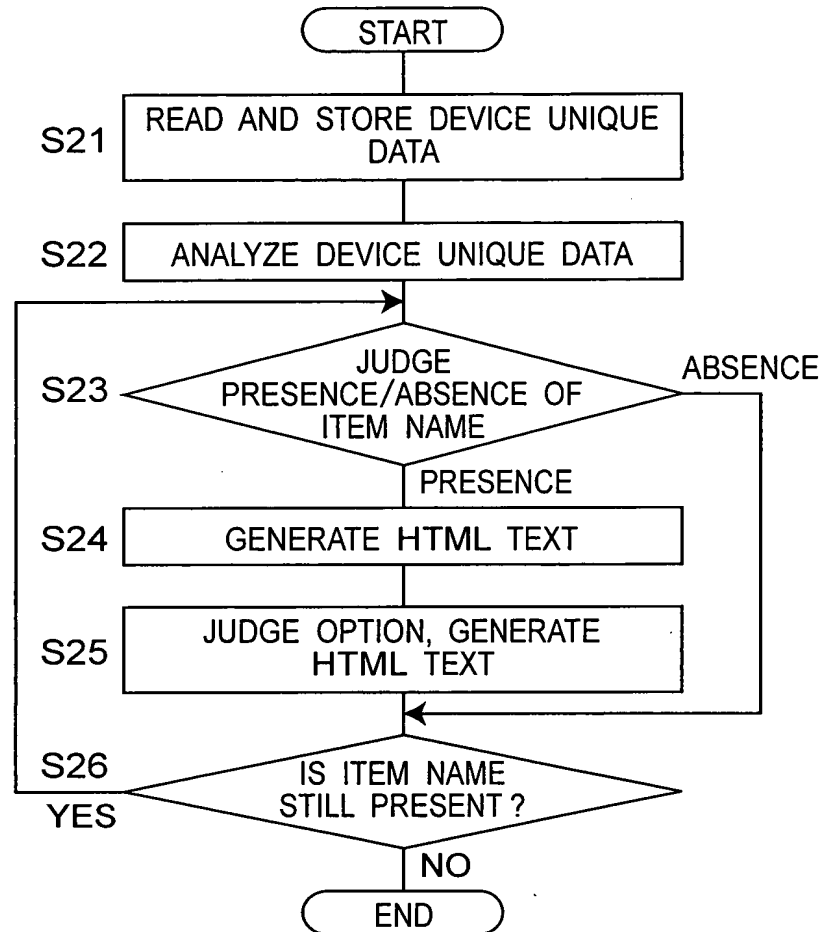 START
S21
READ AND STORE DEVICE UNIQUE
DATA
S22
ANALYZE DEVICE UNIQUE DATA
S23
JUDGE
PRESENCE/ABSENCE OF
ITEM NAME
ABSENCE
PRESENCE
S24
GENERATE HTML TEXT
S25
JUDGE OPTION, GENERATE
HTML TEXT
S26
IS ITEM NAME
STILL PRESENT?
YES
NO
END